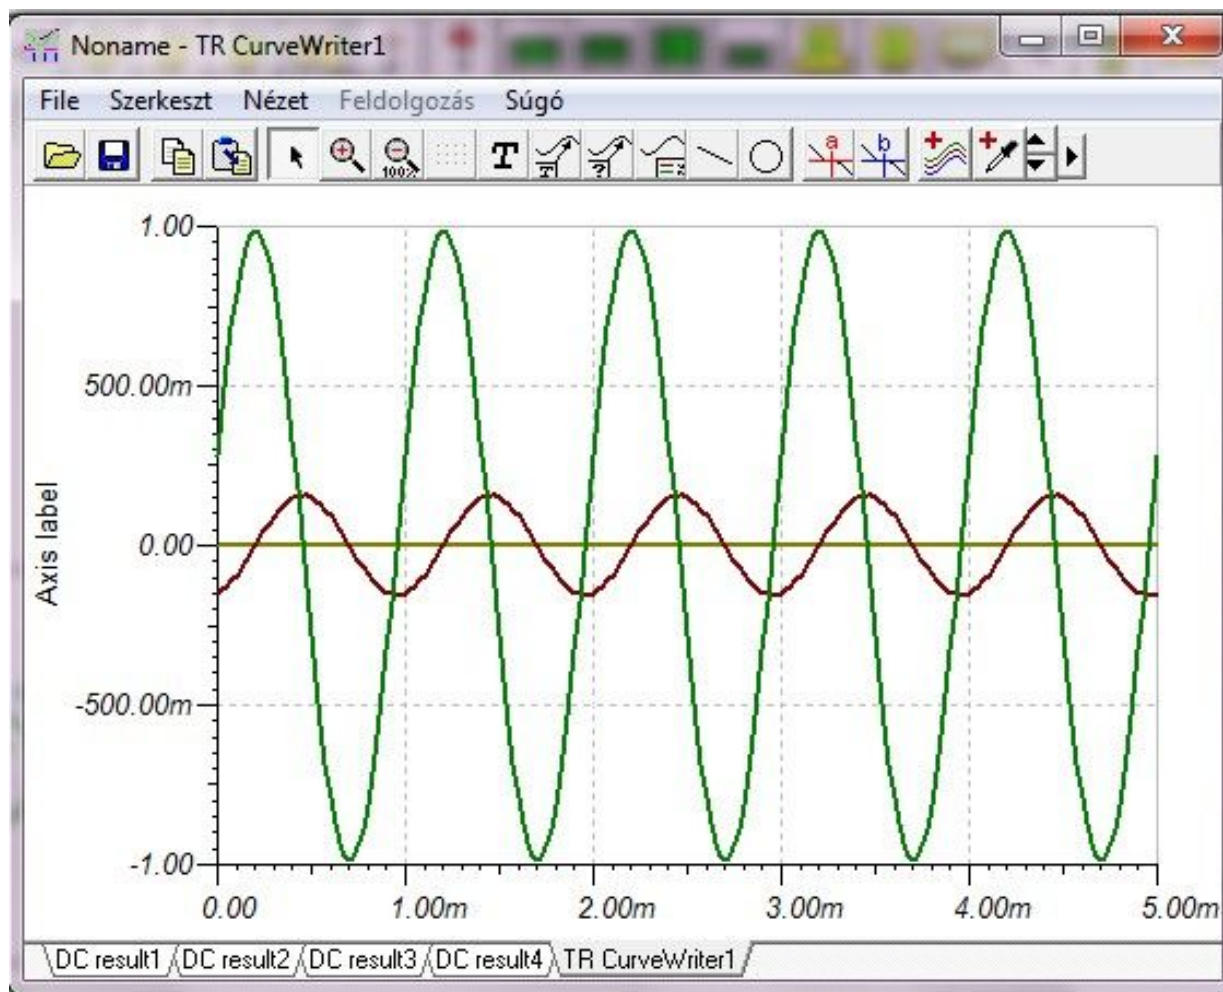 Noname - TR CurveWriter1
File Szerkeszt Nézet Feldolgozás Súgó
100%
T
T
?
a
b
1.00
500.00m
0.00
-500.00m
-1.00
Axis label
0.00 1.00m 2.00m 3.00m 4.00m 5.00m
DC result1 DC result2 DC result3 DC result4 TR CurveWriter1